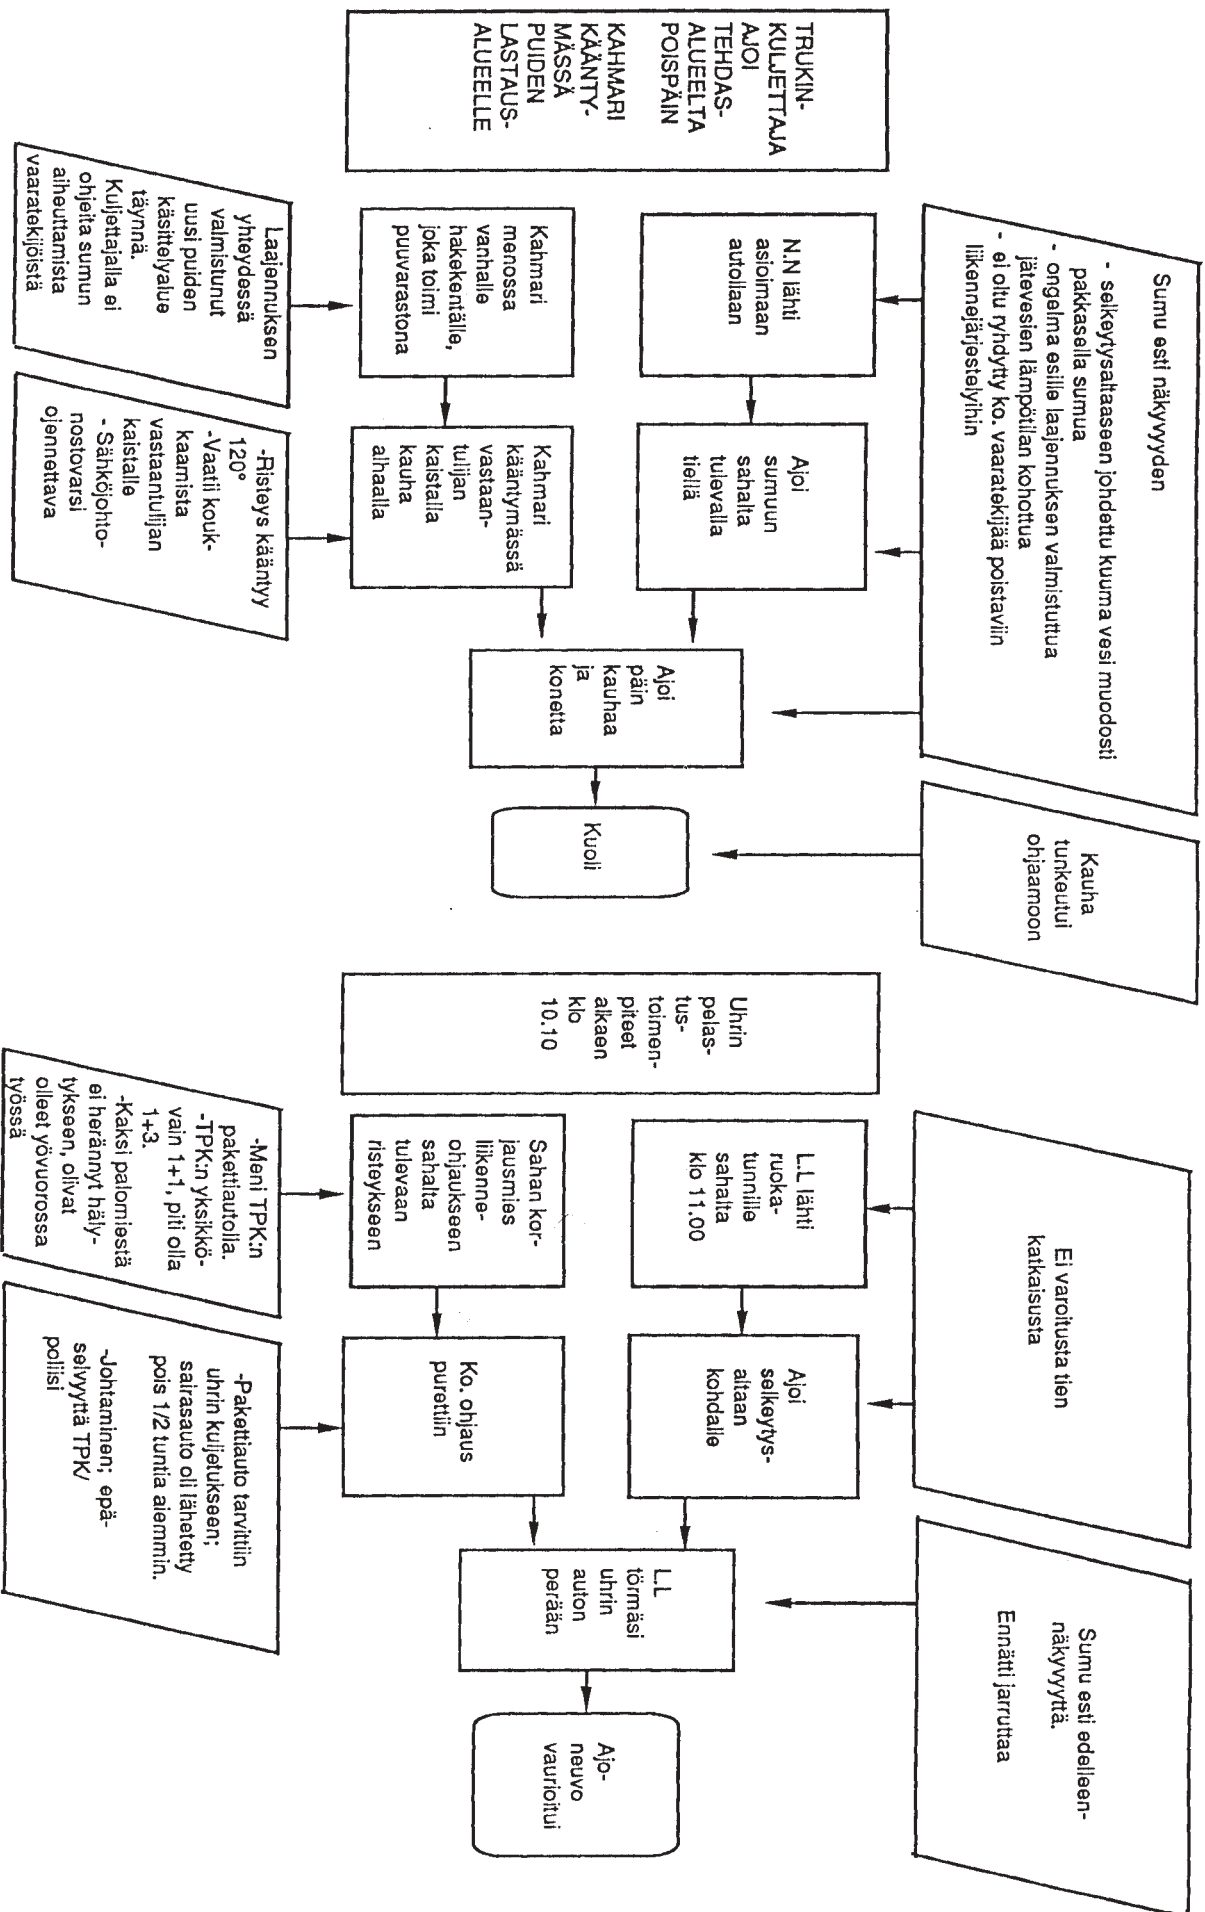 TRUKIN-
KULJETTAJA
AJOI
TEHDAS-
ALUEELTA
POISPÄIN
KAHMARI
KÄÄNTY-
MÄSSÄ
PUIDEN
LASTAUS-
ALUEELLE
Sumu esti näkyvyyden
- selkeytysaltaaseen johdettu kuuma vesi muodosti
pakkasella sumua
- ongelma esille laajennuksen valmistuttua
jätevesien lämpötilan kohottua
- ei oltu ryhdytty ko. vaaratekijää poistaviin
liikennejärjestelyihin
N.N lähti
asioimaan
autollaan
Ajoi
sumuun
sahalta
tulevalla
tiellä
Kahmari
menossa
vanhalle
hakekentälle,
joka toimi
puuvarastona
Kahmari
kääntymässä
vastaan-
tulijan
kaistalla
kauha
alhaalla
Laajennuksen
yhteydessä
valmistunut
uusi puiden
käsittelyalue
täynnä.
Kuljettajalla ei
ohjeita sumun
aiheuttamista
vaaratekijöistä
-Risteys kääntyy
120°
-Vaatii kouk-
kaamista
vastaantulijan
kaistalle
- Sähköjohto-
nostovarsi
ojennettava
Ajoi
päin
kauhaa
ja
konetta
Kuoli
Kauha
tunkeutui
ohjaamoon
Uhrin
pelas-
tus-
toimen-
piteet
alkaen
klo
10.10
Ei varoitusta tien
katkaisusta
L.L lähti
ruoka-
tunnille
sahalta
klo 11.00
Ajoi
selkeytys-
altaan
kohdalle
Sahan kor-
jausmies
liikenne-
ohjaukseen
sahalta
tulevaan
risteykseen
Ko. ohjaus
purettiin
-Meni TPK:n
pakettiautolla.
-TPK:n yksikkö-
vain 1+1, piti olla
1+3.
-Kaksi palomiestä
ei herännyt häly-
tykseen, olivat
olleet yövuorossa
työssä
-Pakettiauto tarvittiin
uhrin kuljetukseen;
sairasauto oli lähetetty
pois 1/2 tuntia aiemmin.
-Johtaminen; epä-
selvyyttä TPK/
poliisi
Sumu esti edelleen-
näkyvyyttä.
Ennätti jarruttaa
L.L
törmäsi
uhrin
auton
perään
Ajo-
neuvo
vaurioitui